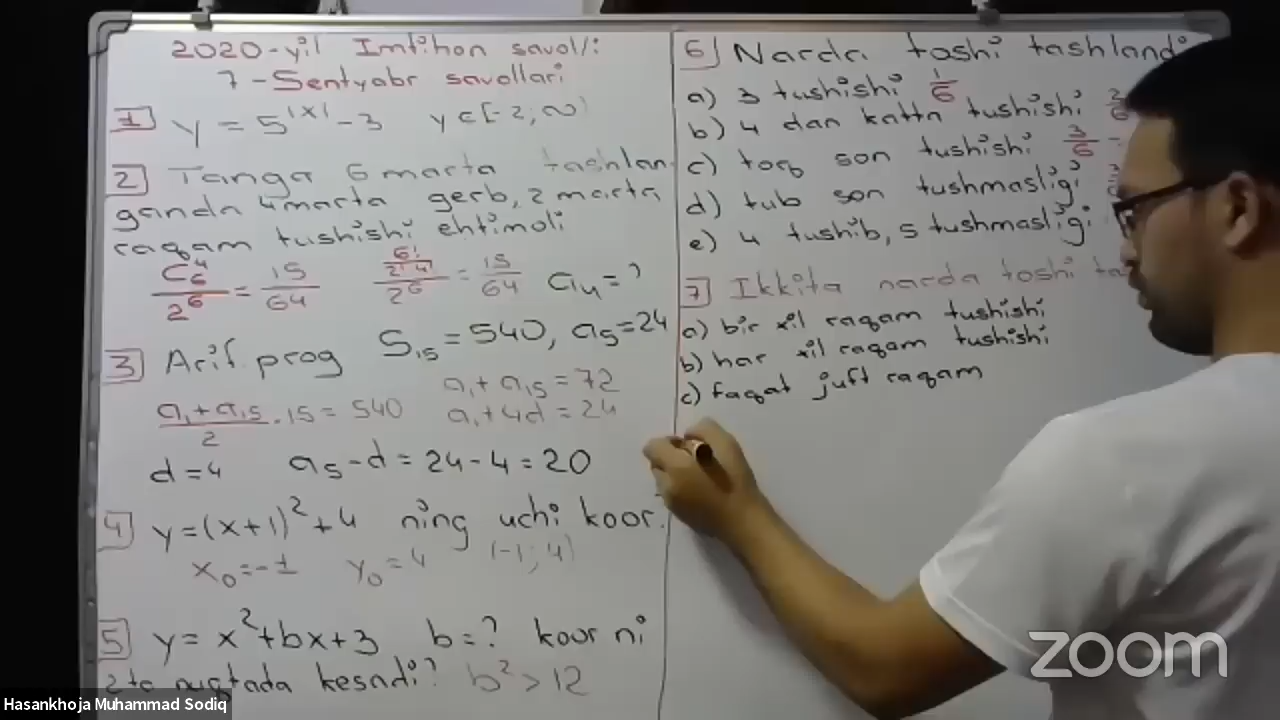 2020-yil Imtihon savol/:
7-Sentyabr savollari
1 y = 5^|x| - 3 y∈[-2; ∞)
2 Tanga 6 marta tashlan
ganda 4 marta gerb, 2 marta
raqam tushishi ehtimoli
C₆⁴/2⁶ = 15/64 (6!/(2!·4!))/2⁶ = 15/64 a₄ = ?
3 Arif. prog S₁₅ = 540, a₅ = 24
a₁ + a₁₅ = 72
(a₁ + a₁₅)/2 · 15 = 540 a₁ + 4d = 24
d = 4 a₅ - d = 24 - 4 = 20
4 y = (x+1)² + 4 ning uchi koor.
x₀ = -1 y₀ = 4 (-1; 4)
5 y = x² + bx + 3 b = ? koor ni
2 ta nuqtada kesadi? b² > 12
6 Narda toshi tashlandi
a) 3 tushishi 1/6
b) 4 dan katta tushishi 2/6
c) toq son tushishi 3/6 =
d) tub son tushmasligi
e) 4 tushib, 5 tushmasligi
7 Ikkita narda toshi ta
a) bir xil raqam tushishi
b) har xil raqam tushishi
c) faqat juft raqam
zoom
Hasankhoja Muhammad Sodiq